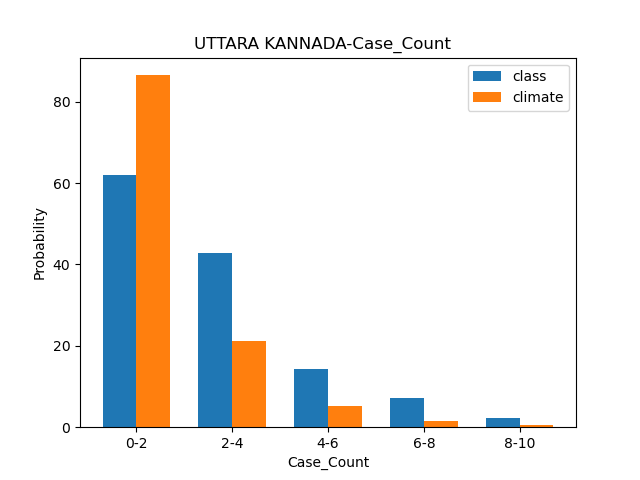 UTTARA KANNADA-Case_Count
class
climate
80
60
40
20
0
Probability
0-2 2-4 4-6 6-8 8-10
Case_Count